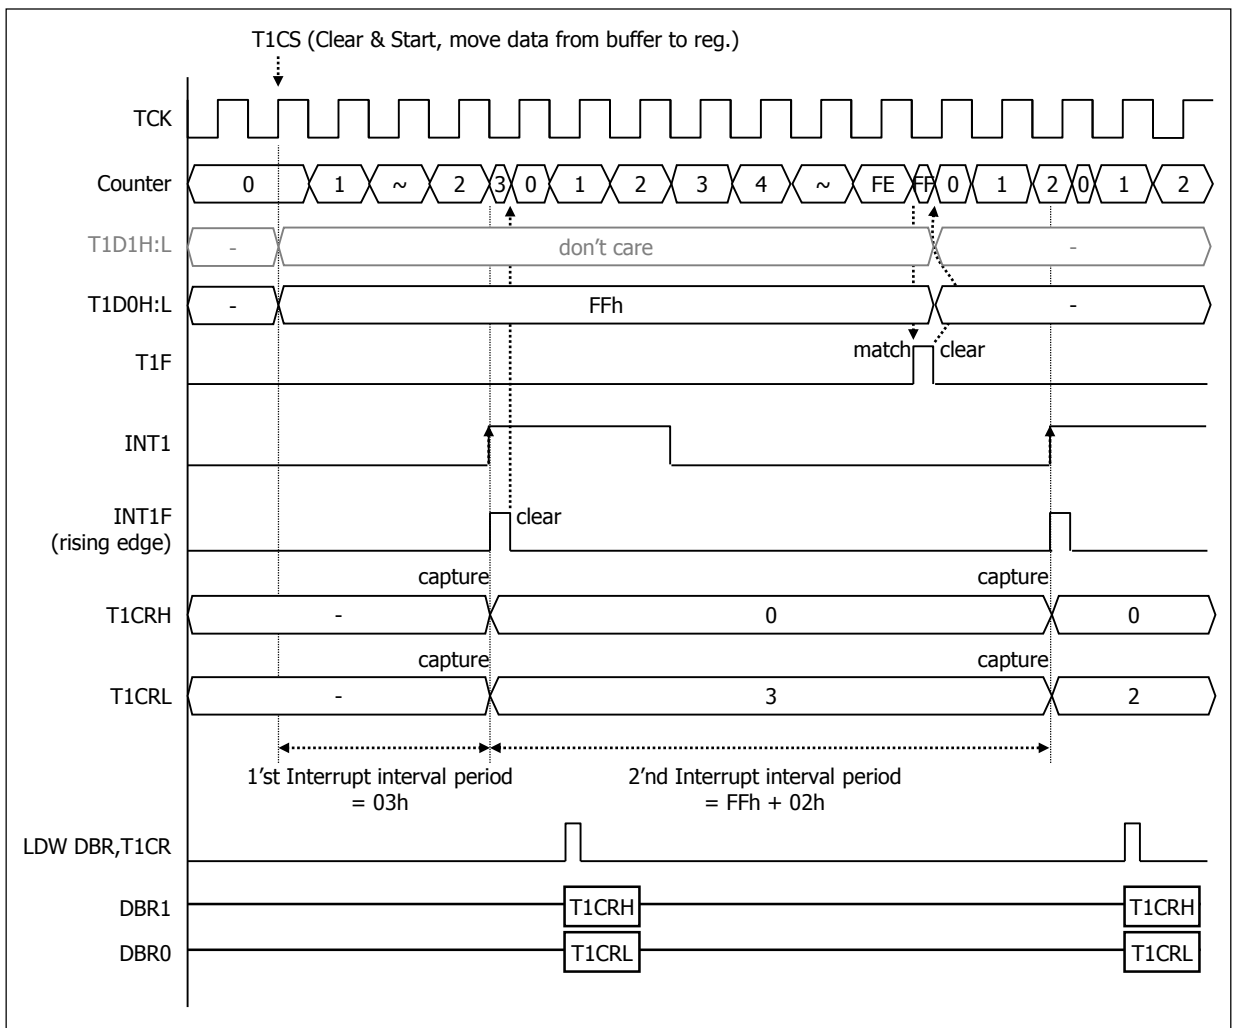 T1CS (Clear & Start, move data from buffer to reg.)
TCK
Counter 0 1 ~ 2 3 0 1 2 3 4 ~ FE FF 0 1 2 0 1 2
T1D1H:L - don't care -
T1D0H:L - FFh -
match clear
T1F
INT1
INT1F clear
(rising edge)
capture capture
T1CRH - 0 0
capture capture
T1CRL - 3 2
1'st Interrupt interval period 2'nd Interrupt interval period
= 03h = FFh + 02h
LDW DBR,T1CR
DBR1 T1CRH T1CRH
DBR0 T1CRL T1CRL